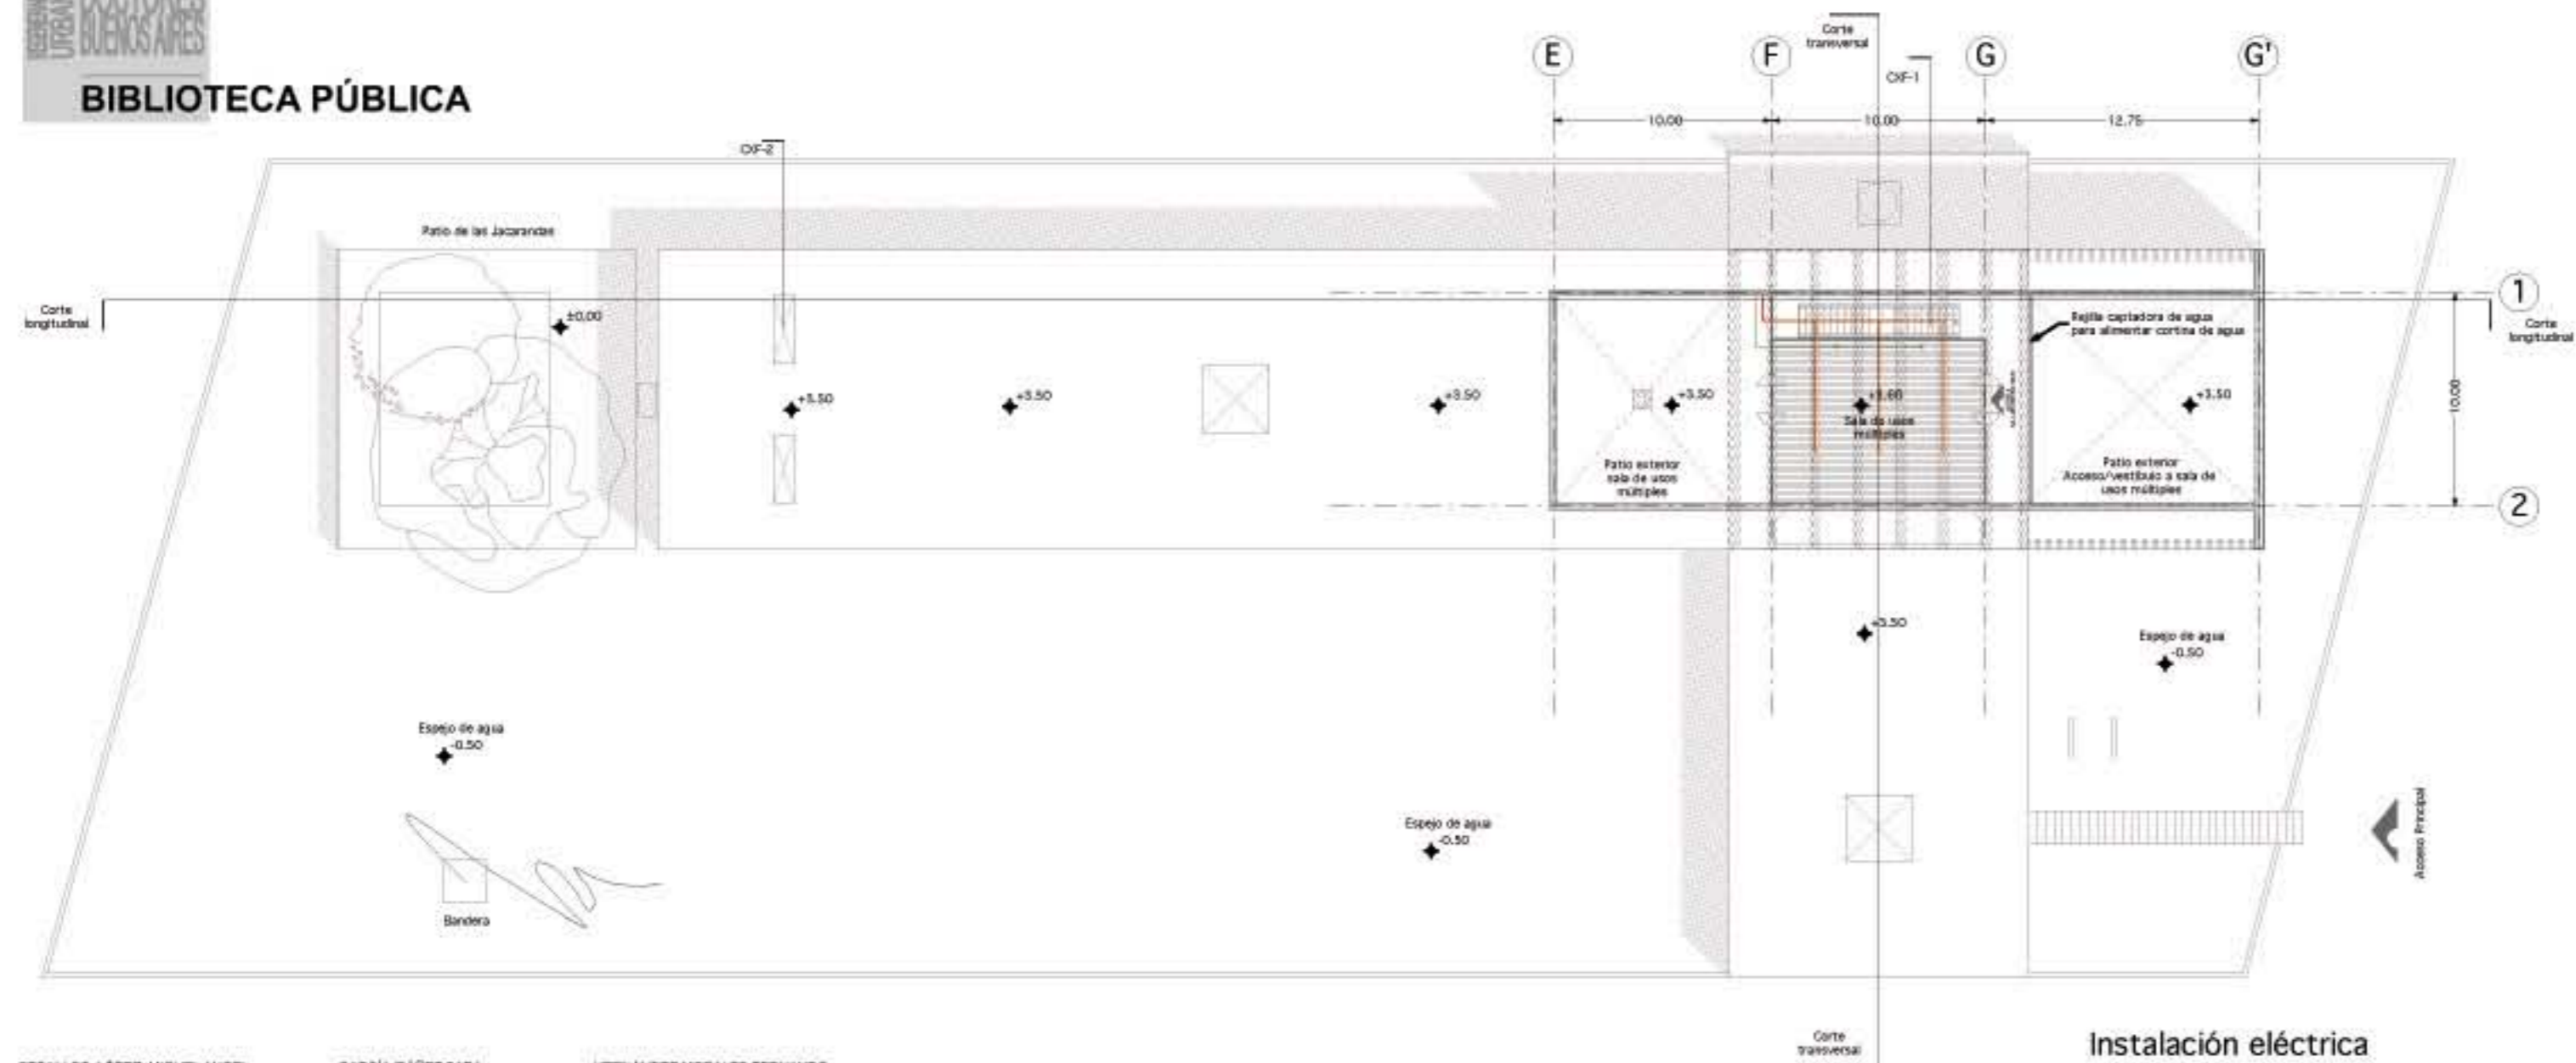 BUENOS AIRES
BIBLIOTECA PÚBLICA
Corte
transversal
E
F
G
G'
CXF-1
10.00
10.00
12.75
CXF-2
Patio de las Jacarandas
Corte
longitudinal
±0.00
1
Rejilla captadora de agua
para alimentar cortina de agua
Corte
longitudinal
+3.50
+3.50
+3.50
+3.50
Sala de usos
múltiples
+3.50
10.00
Patio exterior
sala de usos
múltiples
Patio exterior
Acceso/vestíbulo a sala de
usos múltiples
2
+3.50
Espejo de agua
-0.50
Espejo de agua
-0.50
Espejo de agua
-0.50
Acceso Principal
Bandera
Corte
transversal
Instalación eléctrica